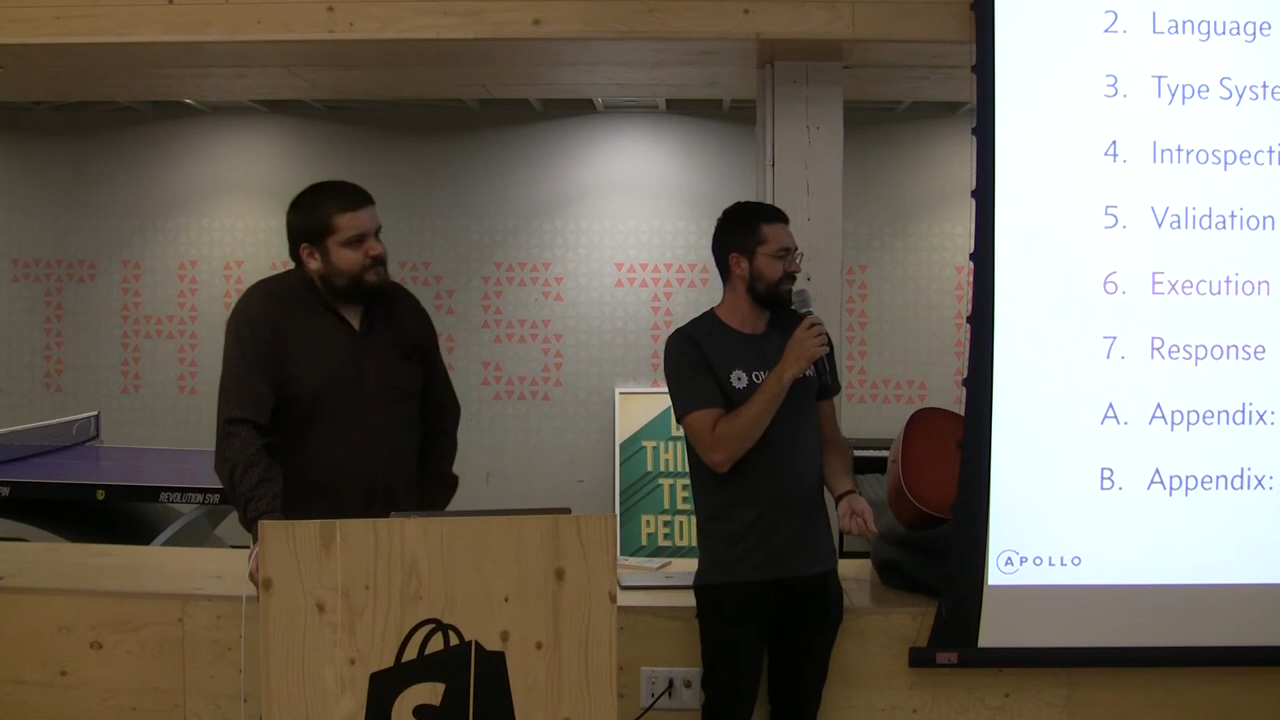 2. Language
3. Type Syste
4. Introspecti
5. Validation
6. Execution
7. Response
A. Appendix:
B. Appendix:
APOLLO
REVOLUTION SVR
THI
TE
PEO